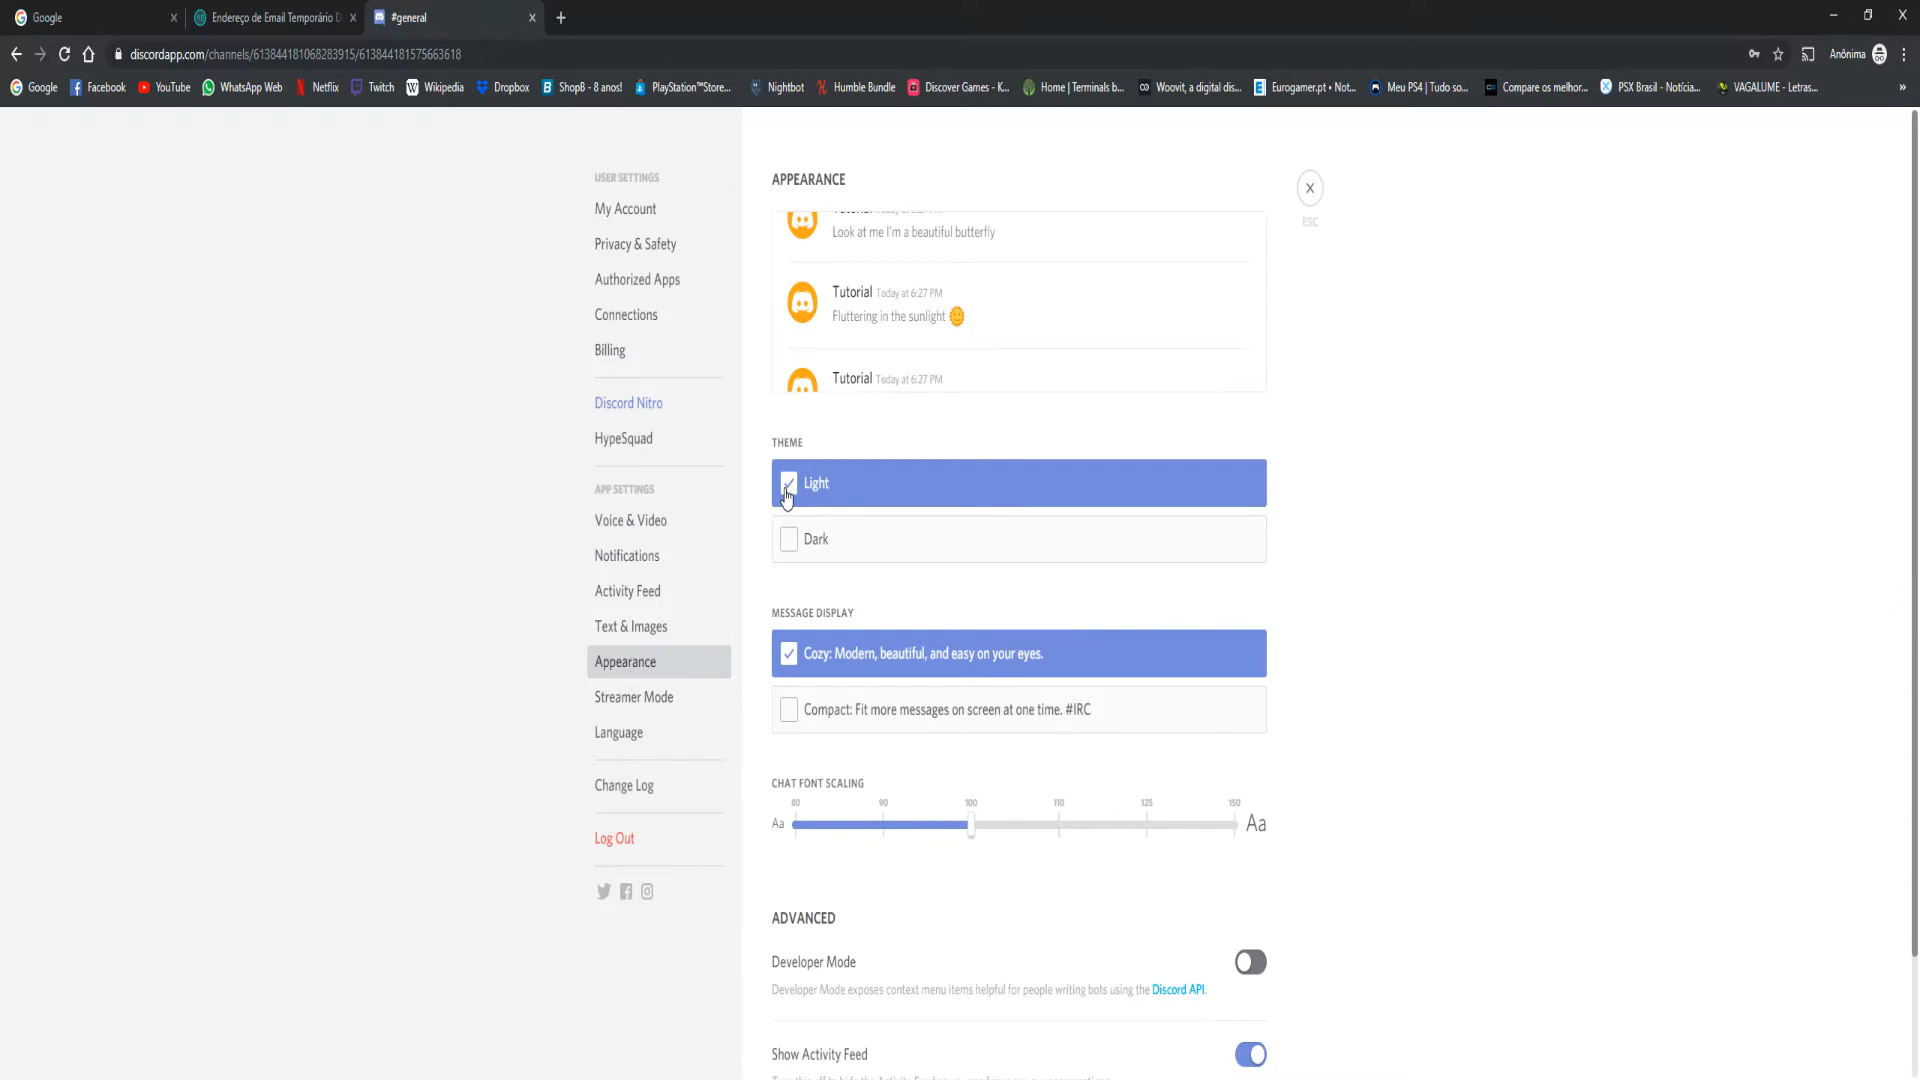 Google
Endereço de Email Temporário D
#general
discordapp.com/channels/613844181068283915/613844181575663618
Anônima
Google
Facebook
YouTube
WhatsApp Web
Netflix
Twitch
Wikipedia
Dropbox
ShopB - 8 anos!
PlayStation™Store...
Nightbot
Humble Bundle
Discover Games - K...
Home | Terminals b...
Woovit, a digital dis...
Eurogamer.pt • Not...
Meu PS4 | Tudo so...
Compare os melhor...
PSX Brasil - Notícia...
VAGALUME - Letras...
»
USER SETTINGS
My Account
Privacy & Safety
Authorized Apps
Connections
Billing
Discord Nitro
HypeSquad
APP SETTINGS
Voice & Video
Notifications
Activity Feed
Text & Images
Appearance
Streamer Mode
Language
Change Log
Log Out
APPEARANCE
X
ESC
Look at me I'm a beautiful butterfly
Tutorial Today at 6:27 PM
Fluttering in the sunlight
Tutorial Today at 6:27 PM
THEME
Light
Dark
MESSAGE DISPLAY
Cozy: Modern, beautiful, and easy on your eyes.
Compact: Fit more messages on screen at one time. #IRC
CHAT FONT SCALING
80 90 100 110 125 150
Aa Aa
ADVANCED
Developer Mode
Developer Mode exposes context menu items helpful for people writing bots using the Discord API.
Show Activity Feed